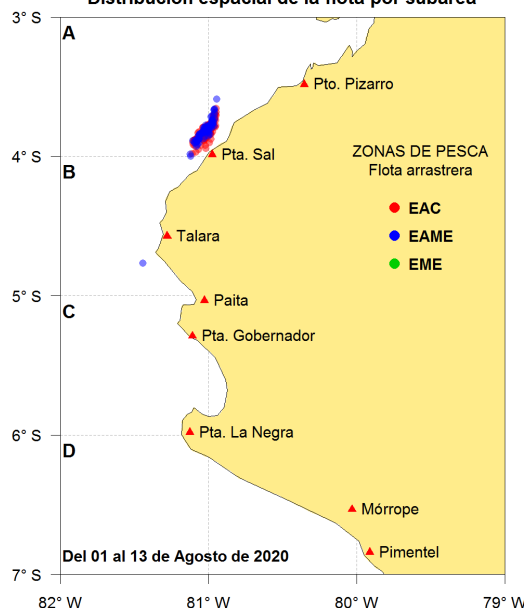 Distribución espacial de la flota por subárea
3° S
A
Pto. Pizarro
ZONAS DE PESCA
Flota arrastrera
4° S
Pta. Sal
B
EAC
Talara
EAME
EME
5° S
Paita
C
Pta. Gobernador
6° S
Pta. La Negra
D
Mórrope
Del 01 al 13 de Agosto de 2020
Pimentel
7° S
82° W 81° W 80° W 79° W